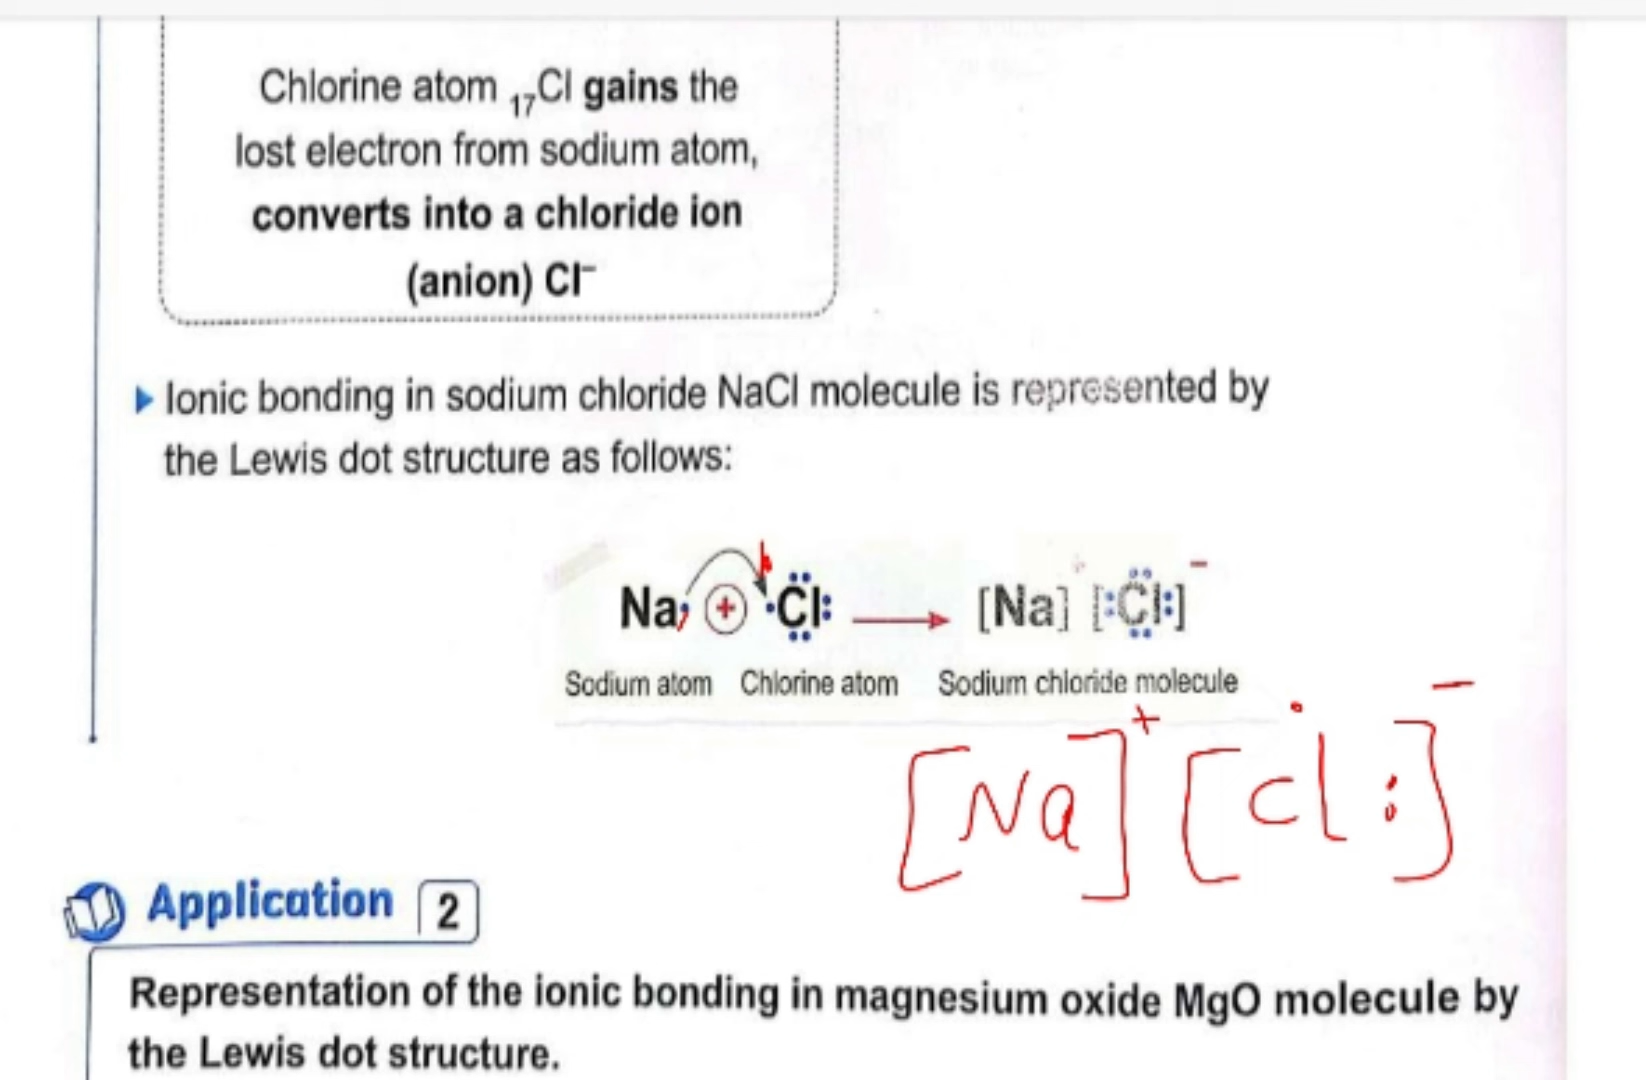 Chlorine atom ₁₇Cl gains the
lost electron from sodium atom,
converts into a chloride ion
(anion) Cl⁻
Ionic bonding in sodium chloride NaCl molecule is represented by
the Lewis dot structure as follows:
Na + Cl → [Na]⁺ [:Cl:]⁻
Sodium atom Chlorine atom Sodium chloride molecule
[Na]⁺ [Cl:]⁻
Application 2
Representation of the ionic bonding in magnesium oxide MgO molecule by
the Lewis dot structure.